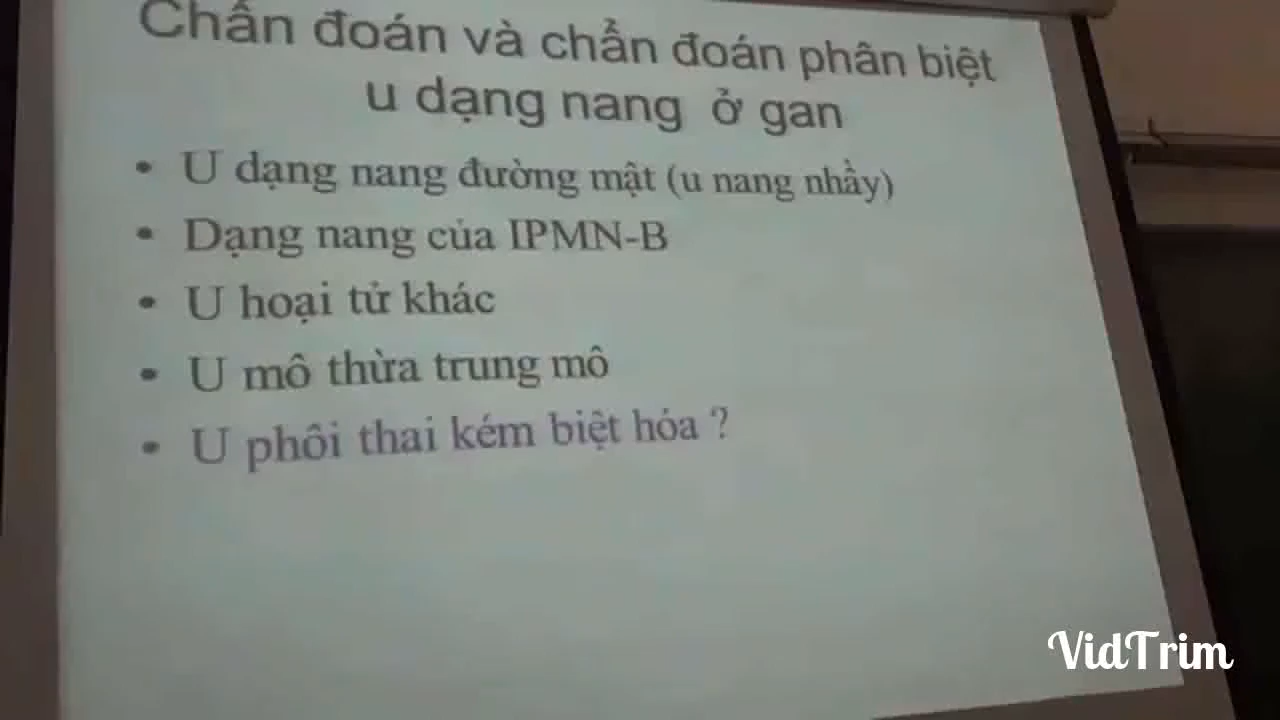 Chẩn đoán và chẩn đoán phân biệt
u dạng nang ở gan
• U dạng nang đường mật (u nang nhầy)
• Dạng nang của IPMN-B
• U hoại tử khác
• U mô thừa trung mô
• U phôi thai kém biệt hóa ?
VidTrim